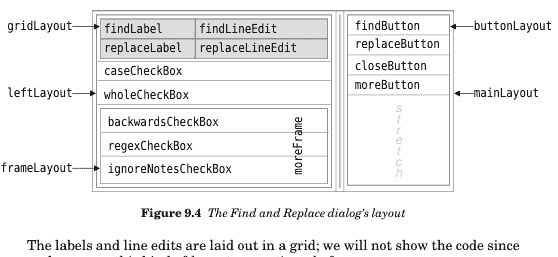 gridLayout
findLabel findLineEdit
replaceLabel replaceLineEdit
caseCheckBox
leftLayout
wholeCheckBox
backwardsCheckBox
regexCheckBox
frameLayout
ignoreNotesCheckBox
moreFrame
findButton
buttonLayout
replaceButton
closeButton
moreButton
mainLayout
stretch
Figure 9.4 The Find and Replace dialog's layout
The labels and line edits are laid out in a grid; we will not show the code since